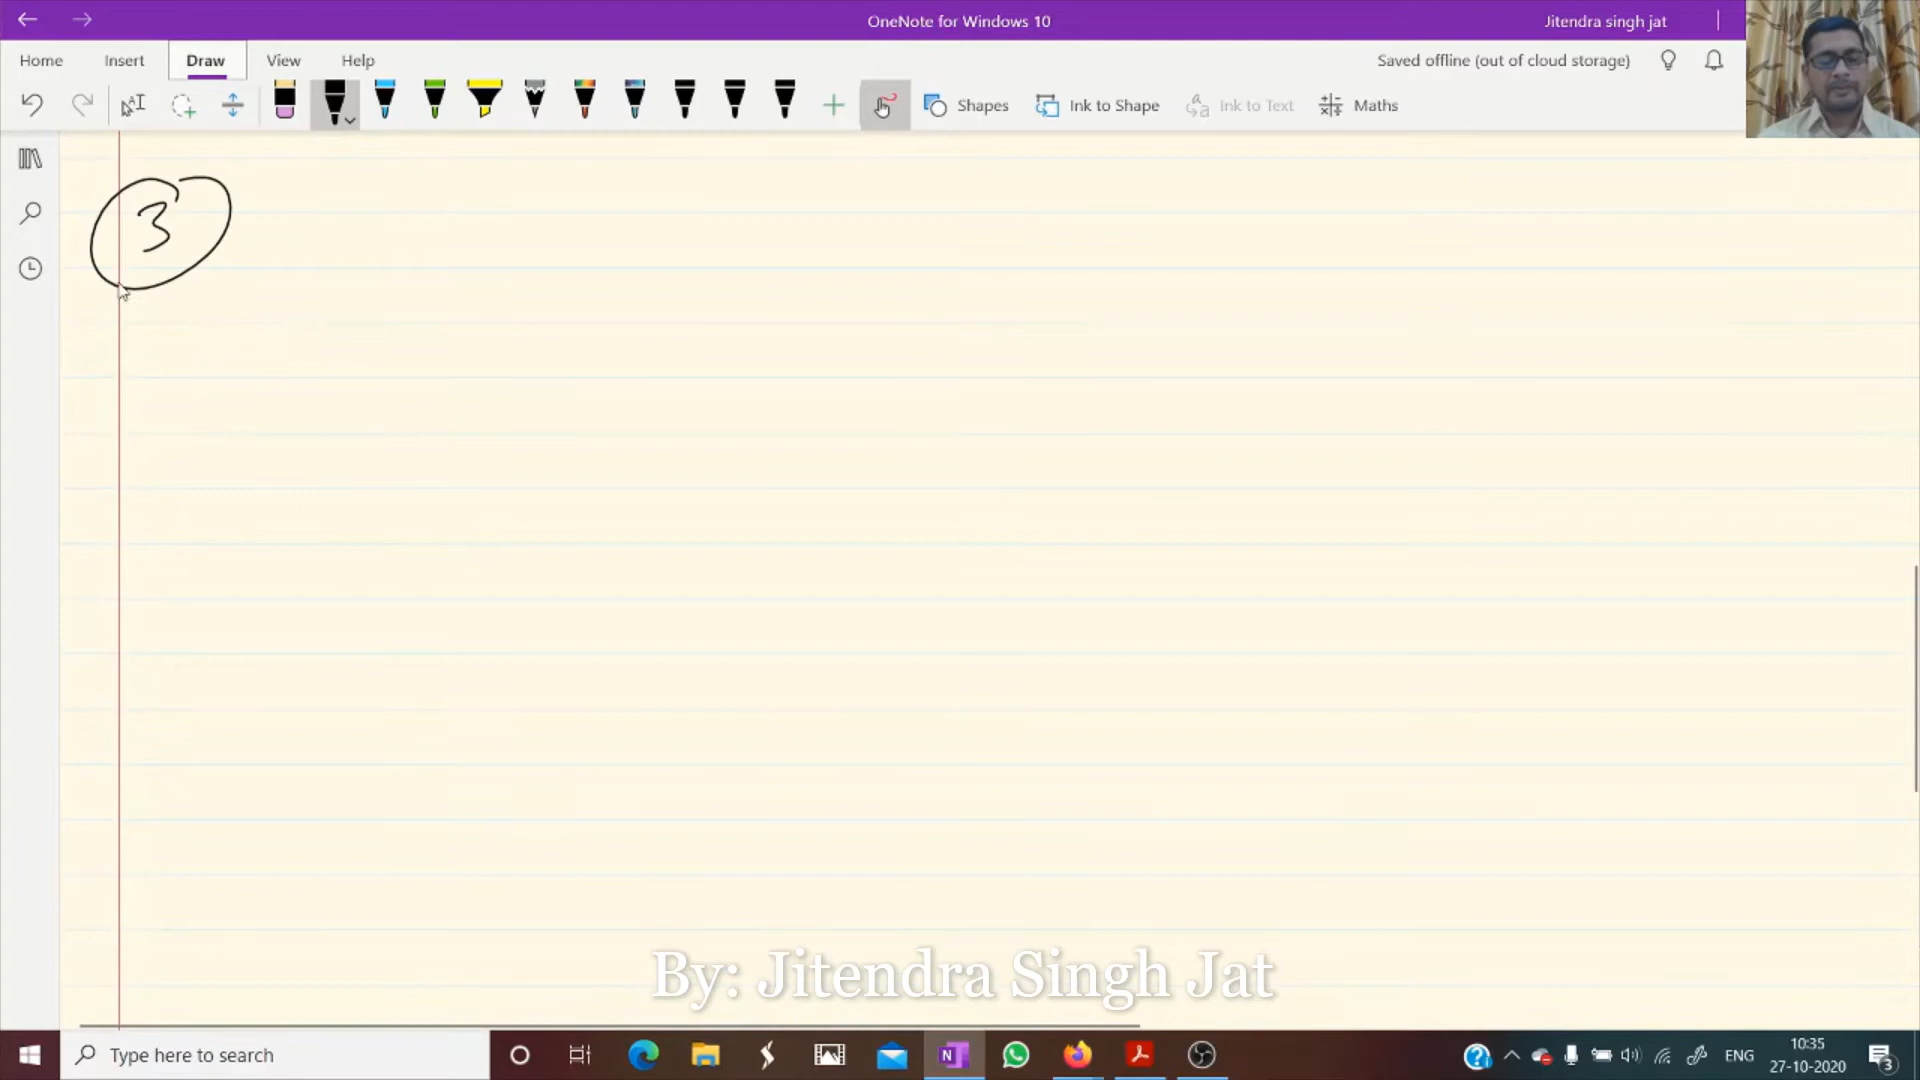 OneNote for Windows 10
Jitendra singh jat
Home Insert Draw View Help
Saved offline (out of cloud storage)
Shapes Ink to Shape Ink to Text Maths
3
By: Jitendra Singh Jat
Type here to search
ENG
10:35
27-10-2020
3